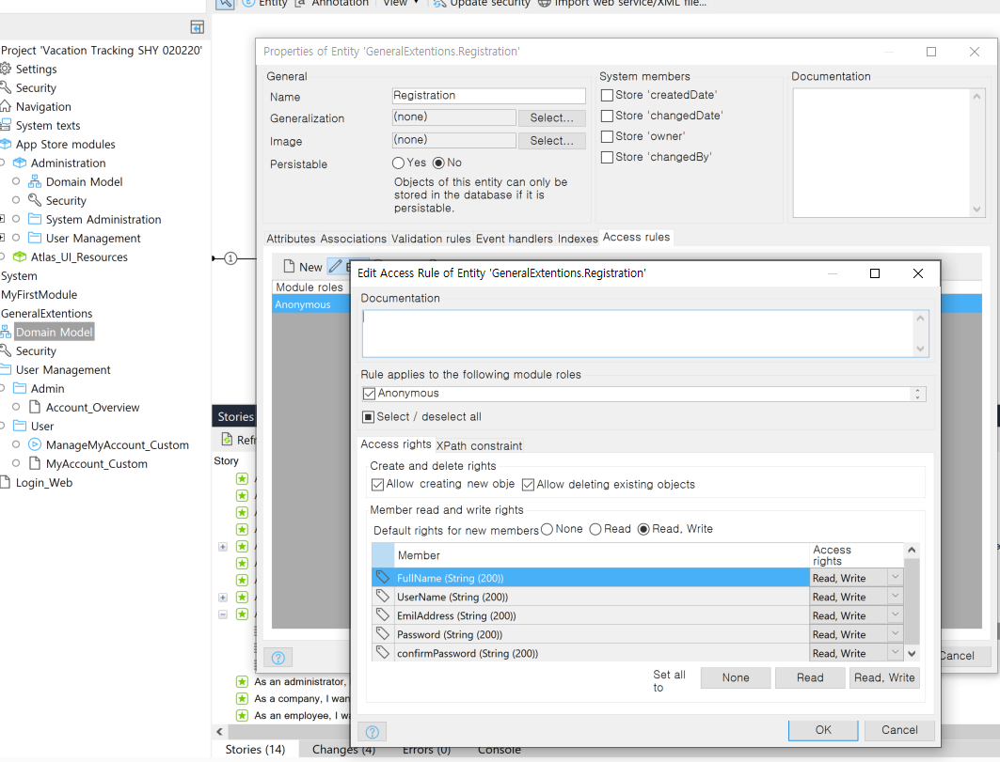 Entity Annotation View Update security Import web service/XML file...
Project 'Vacation Tracking SHY 020220'
Settings
Security
Navigation
System texts
App Store modules
Administration
Domain Model
Security
System Administration
User Management
Atlas_UI_Resources
System
MyFirstModule
GeneralExtentions
Domain Model
Security
User Management
Admin
Account_Overview
User
ManageMyAccount_Custom
MyAccount_Custom
Login_Web
1
Properties of Entity 'GeneralExtentions.Registration'
General
Name Registration
Generalization (none) Select...
Image (none) Select...
Persistable Yes No
Objects of this entity can only be
stored in the database if it is
persistable.
System members
Store 'createdDate'
Store 'changedDate'
Store 'owner'
Store 'changedBy'
Documentation
Attributes Associations Validation rules Event handlers Indexes Access rules
New E
Module roles
Anonymous
Cancel
Edit Access Rule of Entity 'GeneralExtentions.Registration'
Documentation
Rule applies to the following module roles
Anonymous
Select / deselect all
Access rights XPath constraint
Create and delete rights
Allow creating new obje Allow deleting existing objects
Member read and write rights
Default rights for new members None Read Read, Write
Member Access
rights
FullName (String (200)) Read, Write
UserName (String (200)) Read, Write
EmilAddress (String (200)) Read, Write
Password (String (200)) Read, Write
confirmPassword (String (200)) Read, Write
Set all
to None Read Read, Write
? OK Cancel
Stories
Refr
Story
?
As an administrator,
As a company, I wan
As an employee, I wa
Stories (14) Changes (4) Errors (0) Console